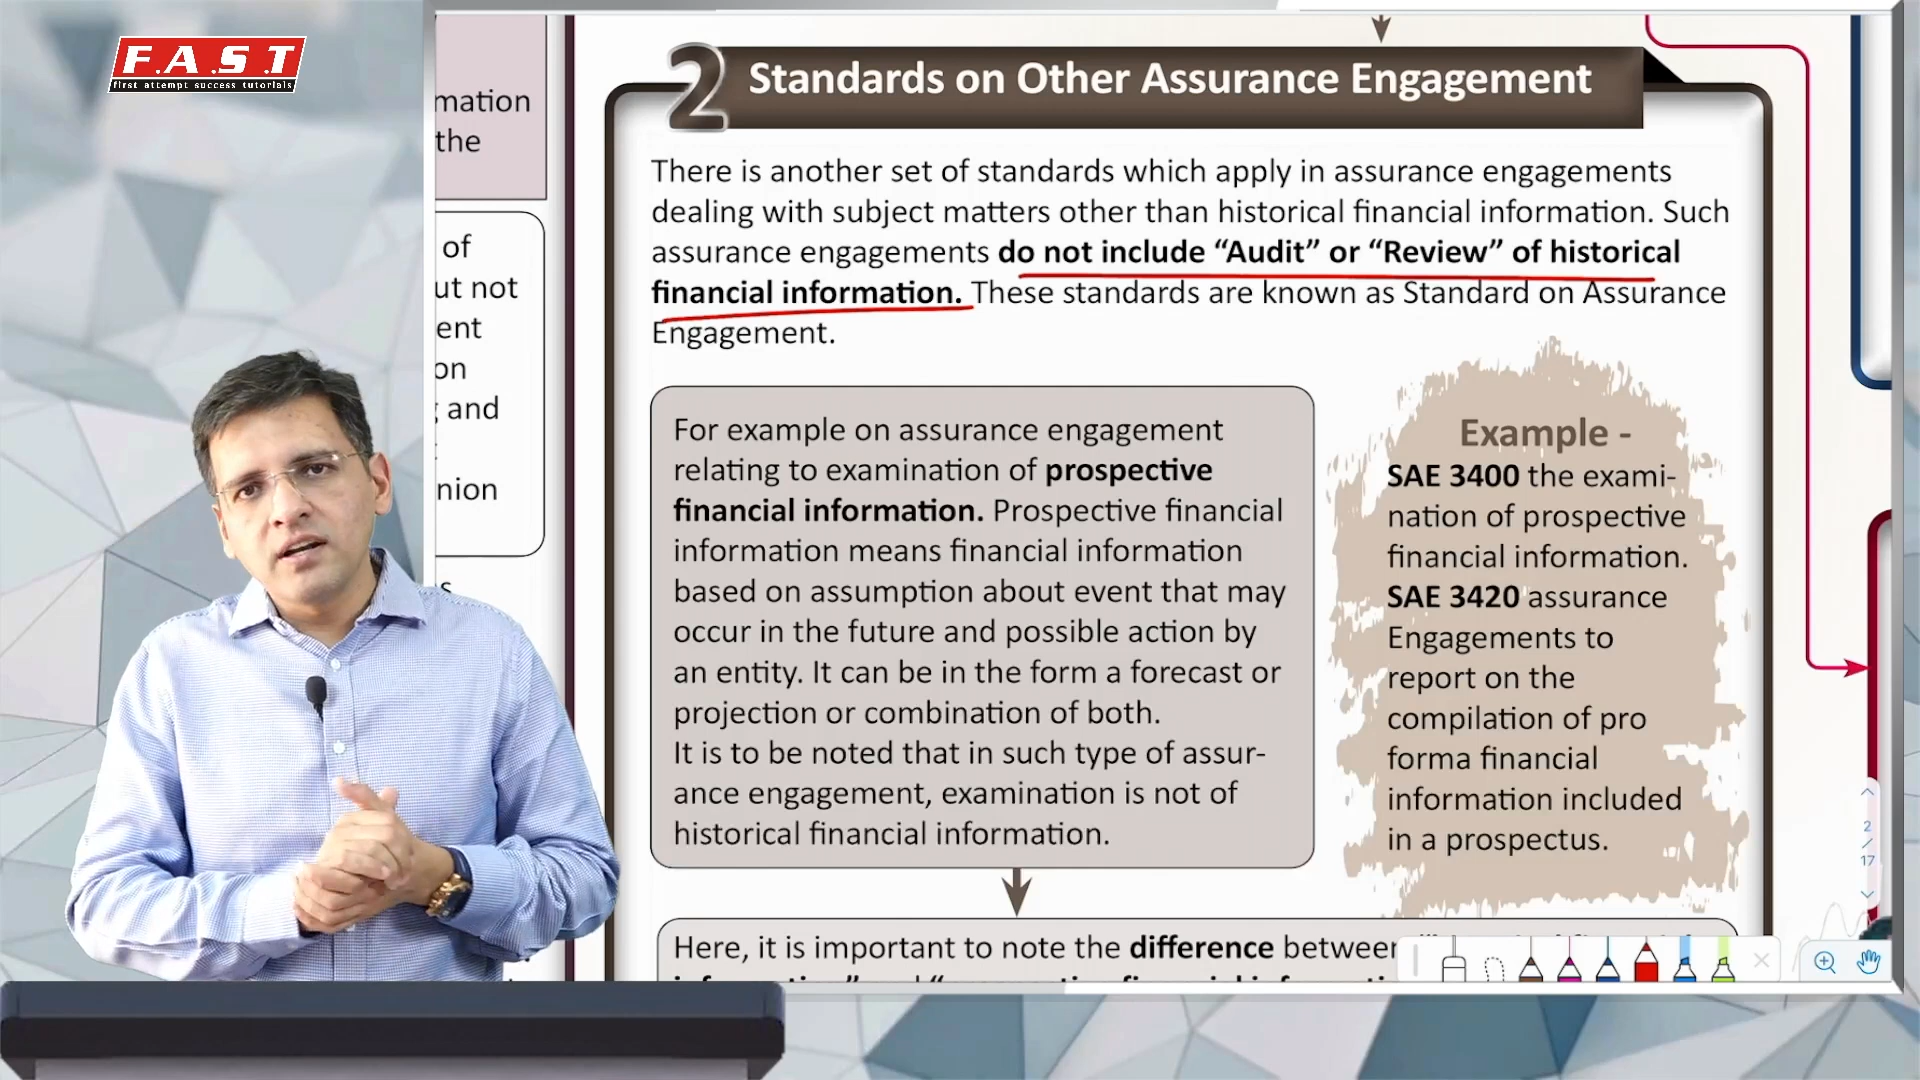 F.A.S.T
first attempt success tutorials
mation
the
of
ut not
ent
on
and
nion
2 Standards on Other Assurance Engagement
There is another set of standards which apply in assurance engagements
dealing with subject matters other than historical financial information. Such
assurance engagements do not include “Audit” or “Review” of historical
financial information. These standards are known as Standard on Assurance
Engagement.
For example on assurance engagement
relating to examination of prospective
financial information. Prospective financial
information means financial information
based on assumption about event that may
occur in the future and possible action by
an entity. It can be in the form a forecast or
projection or combination of both.
It is to be noted that in such type of assur-
ance engagement, examination is not of
historical financial information.
Example -
SAE 3400 the exami-
nation of prospective
financial information.
SAE 3420 assurance
Engagements to
report on the
compilation of pro
forma financial
information included
in a prospectus.
Here, it is important to note the difference between
2
/
17